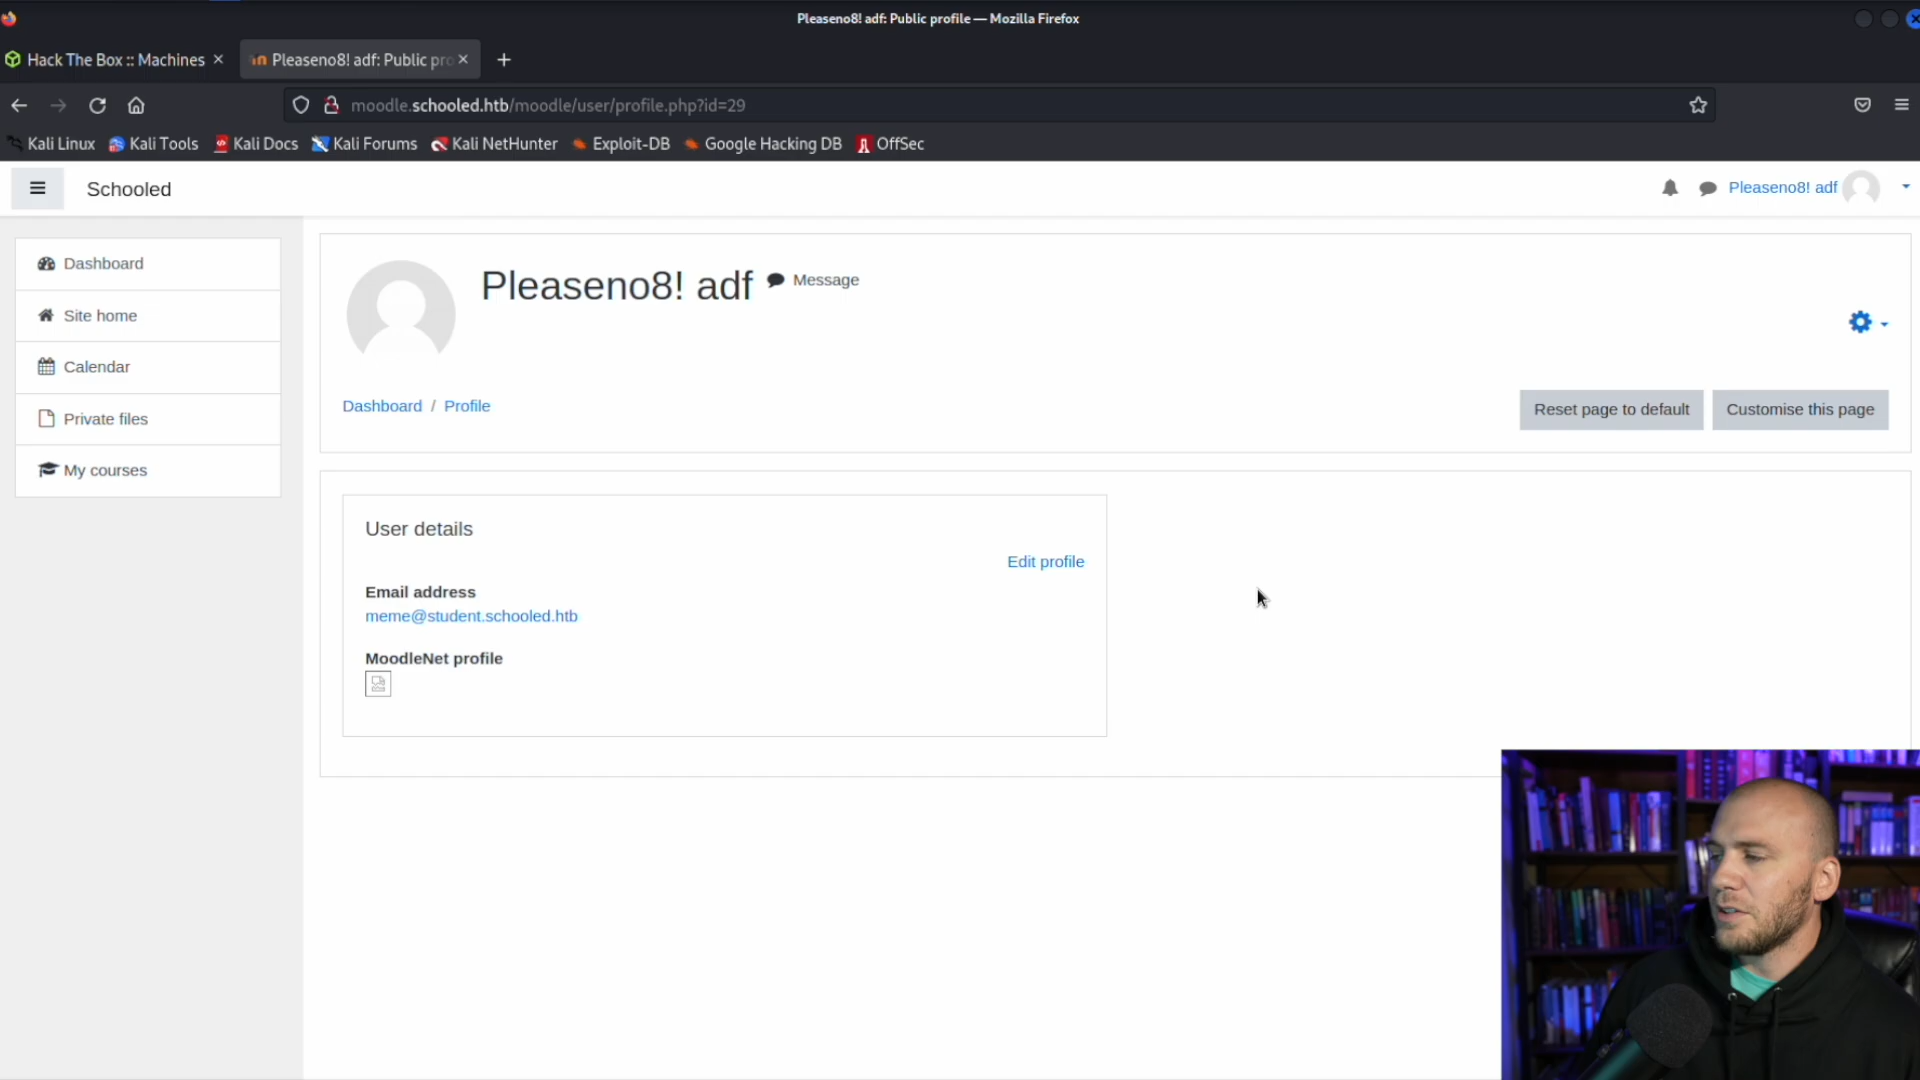 Pleaseno8! adf: Public profile — Mozilla Firefox
Hack The Box :: Machines
Pleaseno8! adf: Public pro
moodle.schooled.htb/moodle/user/profile.php?id=29
Kali Linux Kali Tools Kali Docs Kali Forums Kali NetHunter Exploit-DB Google Hacking DB OffSec
Schooled
Pleaseno8! adf
Dashboard
Site home
Calendar
Private files
My courses
Pleaseno8! adf Message
Dashboard / Profile
Reset page to default Customise this page
User details
Edit profile
Email address
meme@student.schooled.htb
MoodleNet profile